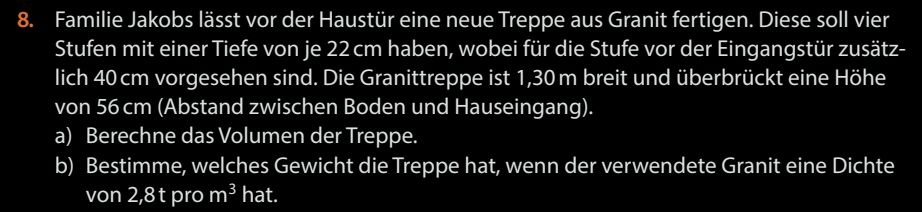 8. Familie Jakobs lässt vor der Haustür eine neue Treppe aus Granit fertigen. Diese soll vier
Stufen mit einer Tiefe von je 22 cm haben, wobei für die Stufe vor der Eingangstür zusätz-
lich 40 cm vorgesehen sind. Die Granittreppe ist 1,30 m breit und überbrückt eine Höhe
von 56 cm (Abstand zwischen Boden und Hauseingang).
a) Berechne das Volumen der Treppe.
b) Bestimme, welches Gewicht die Treppe hat, wenn der verwendete Granit eine Dichte
von 2,8 t pro m³ hat.